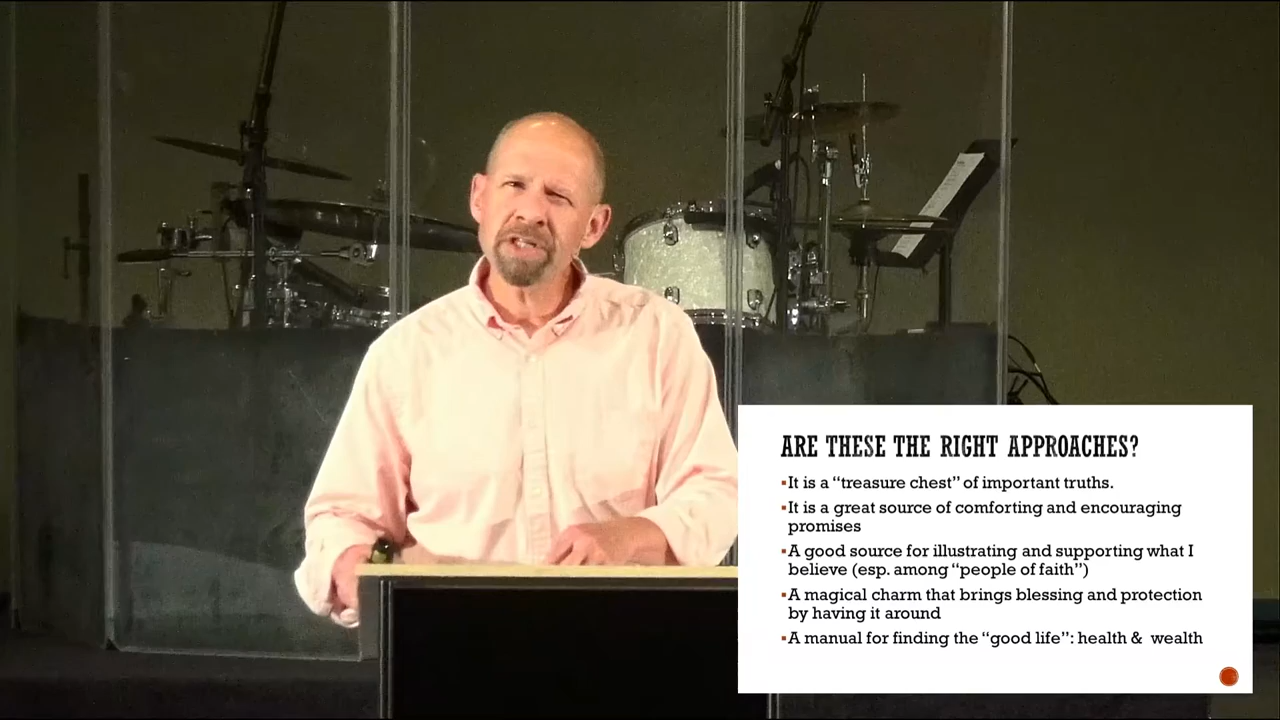 ARE THESE THE RIGHT APPROACHES?
▪It is a “treasure chest” of important truths.
▪It is a great source of comforting and encouraging
promises
▪A good source for illustrating and supporting what I
believe (esp. among “people of faith”)
▪A magical charm that brings blessing and protection
by having it around
▪A manual for finding the “good life”: health & wealth